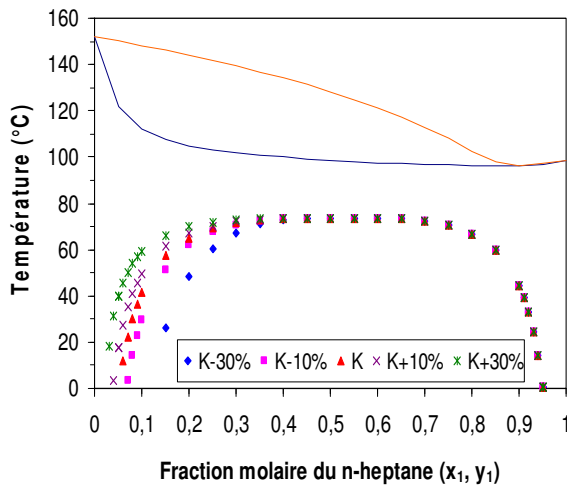 Température (°C)
160
140
120
100
80
60
40
20
0
K-30% K-10% K K+10% K+30%
0 0,1 0,2 0,3 0,4 0,5 0,6 0,7 0,8 0,9 1
Fraction molaire du n-heptane (x₁, y₁)